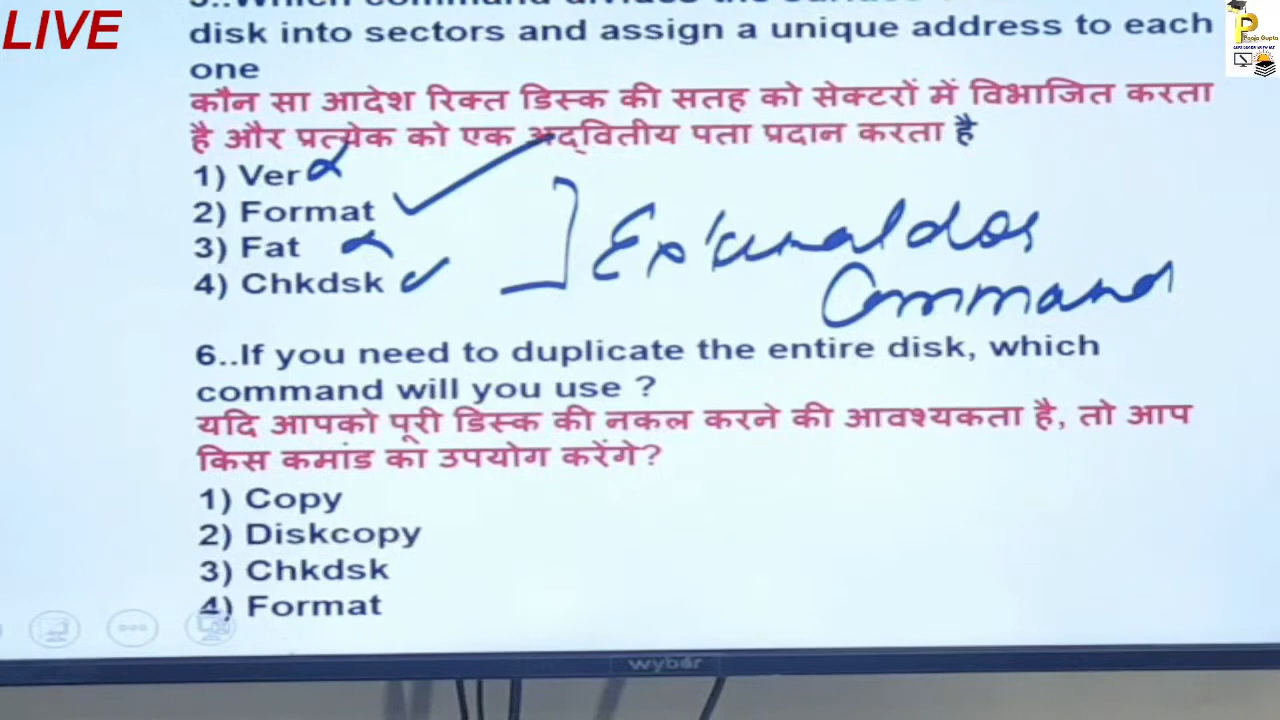 LIVE
disk into sectors and assign a unique address to each
one
कौन सा आदेश रिक्त डिस्क की सतह को सेक्टरों में विभाजित करता
है और प्रत्येक को एक अद्वितीय पता प्रदान करता है
1) Ver
2) Format
3) Fat
4) Chkdsk
External dos
Command
6..If you need to duplicate the entire disk, which
command will you use ?
यदि आपको पूरी डिस्क की नकल करने की आवश्यकता है, तो आप
किस कमांड का उपयोग करेंगे?
1) Copy
2) Diskcopy
3) Chkdsk
4) Format
wyber
Pooja Gupta